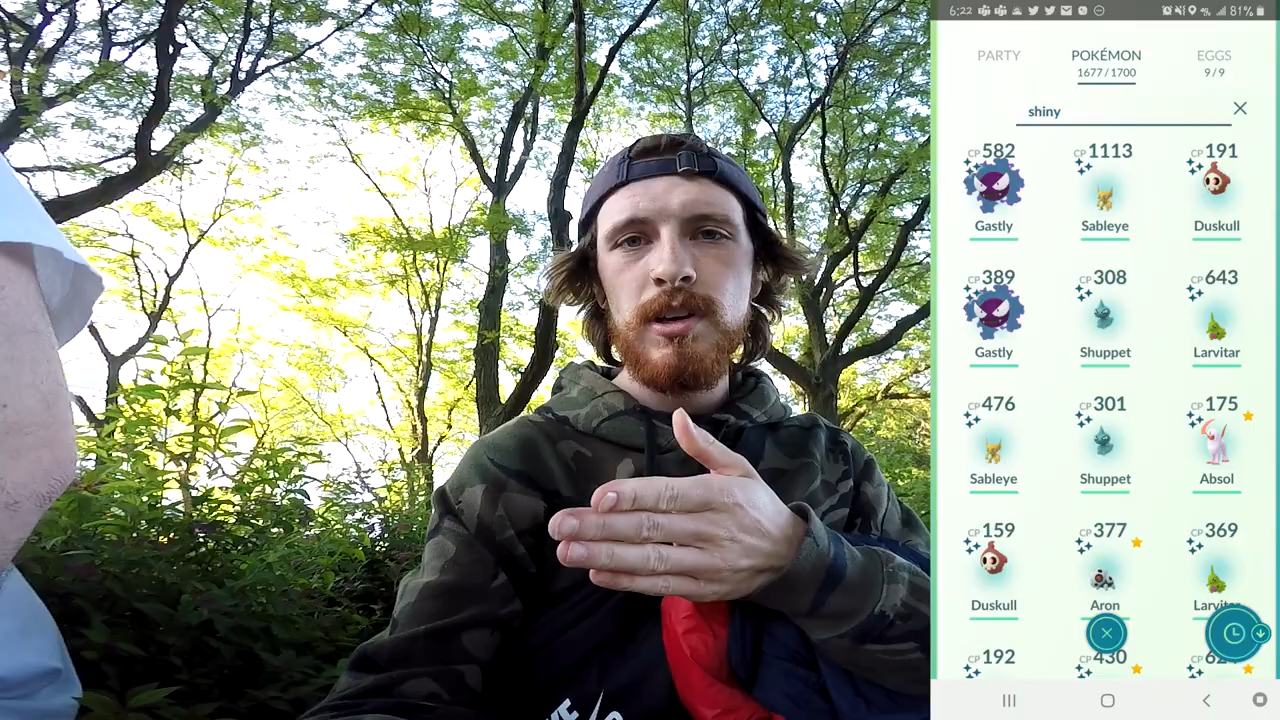 6:22
81%
PARTY POKÉMON EGGS
1677 / 1700 9 / 9
shiny
CP582 CP1113 CP191
Gastly Sableye Duskull
CP389 CP308 CP643
Gastly Shuppet Larvitar
CP476 CP301 CP175
Sableye Shuppet Absol
CP159 CP377 CP369
Duskull Aron
CP192 CP430